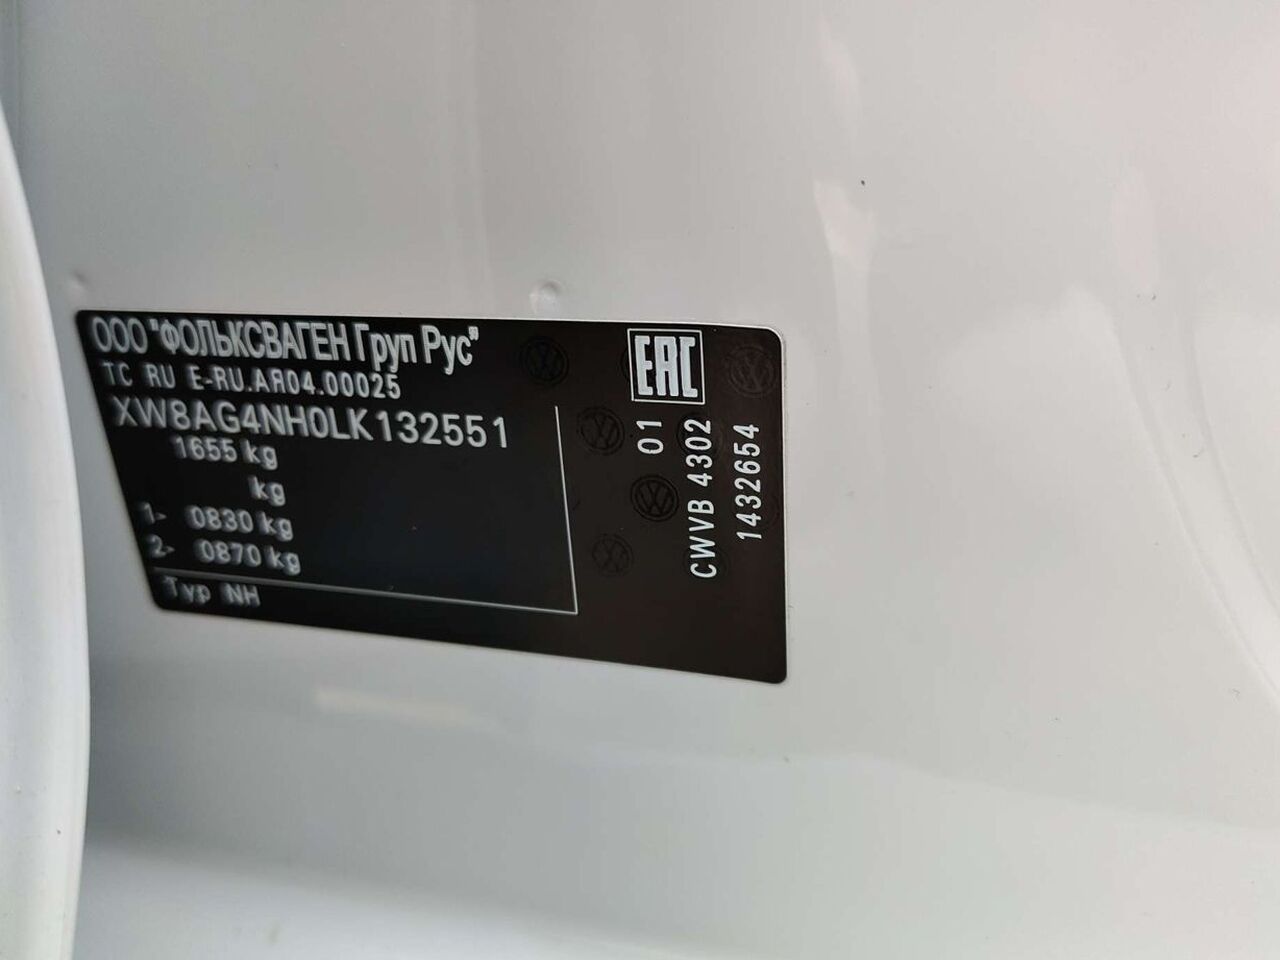 ООО "ФОЛЬКСВАГЕН Груп Рус"
TC RU E-RU.АЯ04.00025
XW8AG4NH0LK132551
1655 kg
kg
1- 0830 kg
2- 0870 kg
Typ NH
EAC
01
CWVB 4302
1432654